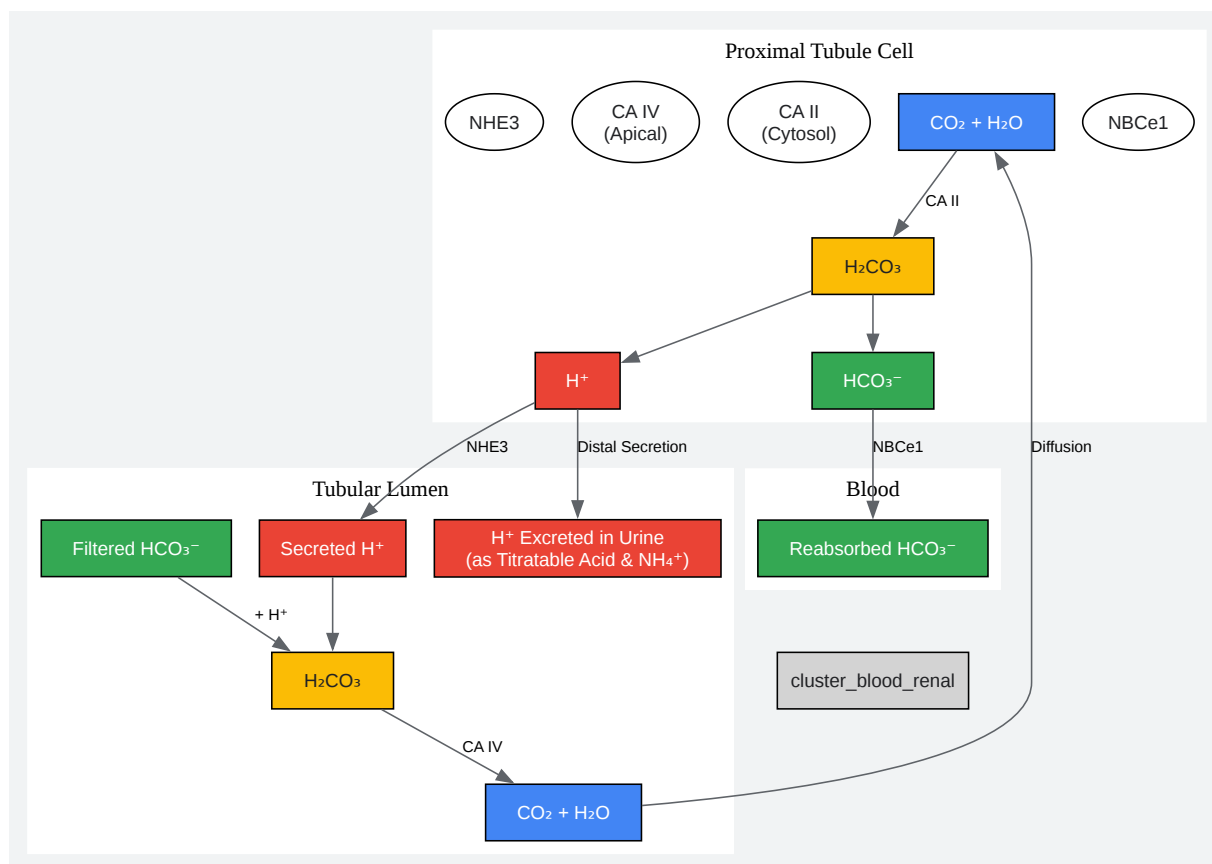 Proximal Tubule Cell
NHE3
CA IV
(Apical)
CA II
(Cytosol)
CO₂ + H₂O
NBCe1
CA II
H₂CO₃
H⁺
HCO₃⁻
NHE3
Distal Secretion
NBCe1
Diffusion
Tubular Lumen
Blood
Filtered HCO₃⁻
Secreted H⁺
H⁺ Excreted in Urine
(as Titratable Acid & NH₄⁺)
Reabsorbed HCO₃⁻
+ H⁺
H₂CO₃
cluster_blood_renal
CA IV
CO₂ + H₂O